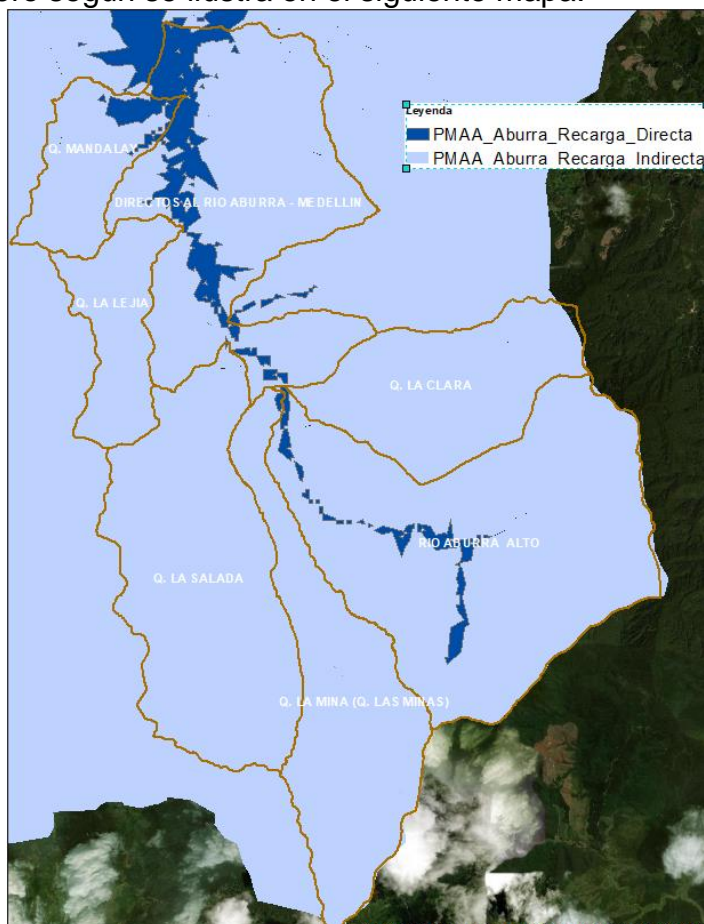 Leyenda
PMAA_Aburra_Recarga_Directa
PMAA_Aburra_Recarga_Indirecta
Q. MANDALAY
DIRECTOS AL RIO ABURRA - MEDELLIN
Q. LA LEJIA
Q. LA CLARA
RIO ABURRA ALTO
Q. LA SALADA
Q. LA MINA (Q. LAS MINAS)